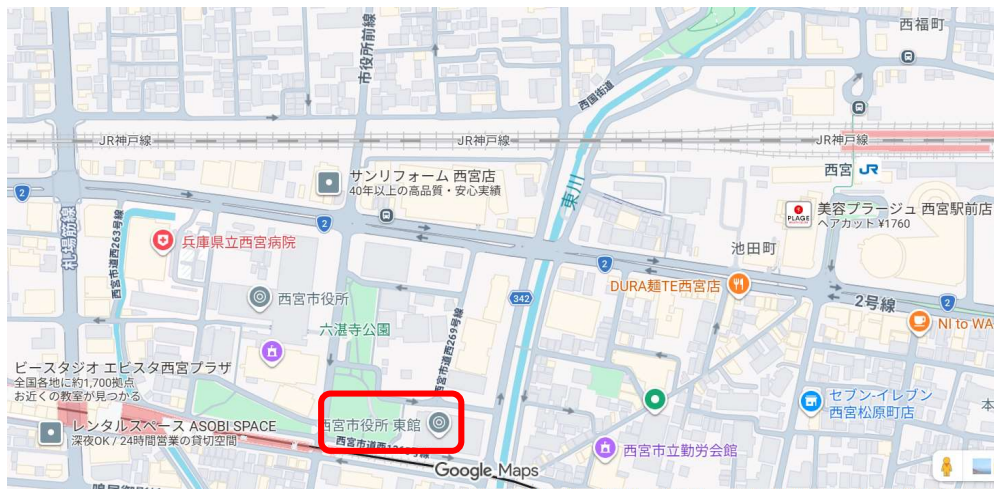 西福町
市役所前線
西国街道
JR神戸線
JR神戸線
JR神戸線
西宮 JR
サンリフォーム 西宮店
40年以上の高品質・安心実績
東川
2
2
札場筋線
西宮市道西263号線
兵庫県立西宮病院
PLAGE
美容プラージュ 西宮駅前店
ヘアカット ¥1760
池田町
2
DURA麺TE西宮店
342
2号線
2
NI to WA
西宮市役所
六湛寺公園
西宮市道西269号線
ビースタジオ エビスタ西宮プラザ
全国各地に約1,700拠点
お近くの教室が見つかる
セブン-イレブン
西宮松原町店
本
レンタルスペース ASOBI SPACE
深夜OK / 24時間営業の貸切空間
西宮市役所 東館
西宮市道西
西宮市立勤労会館
Google Maps